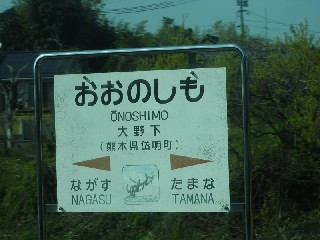 おおのしも
ŌNOSHIMO
大野下
(熊本県岱明町)
ながす たまな
NAGASU TAMANA